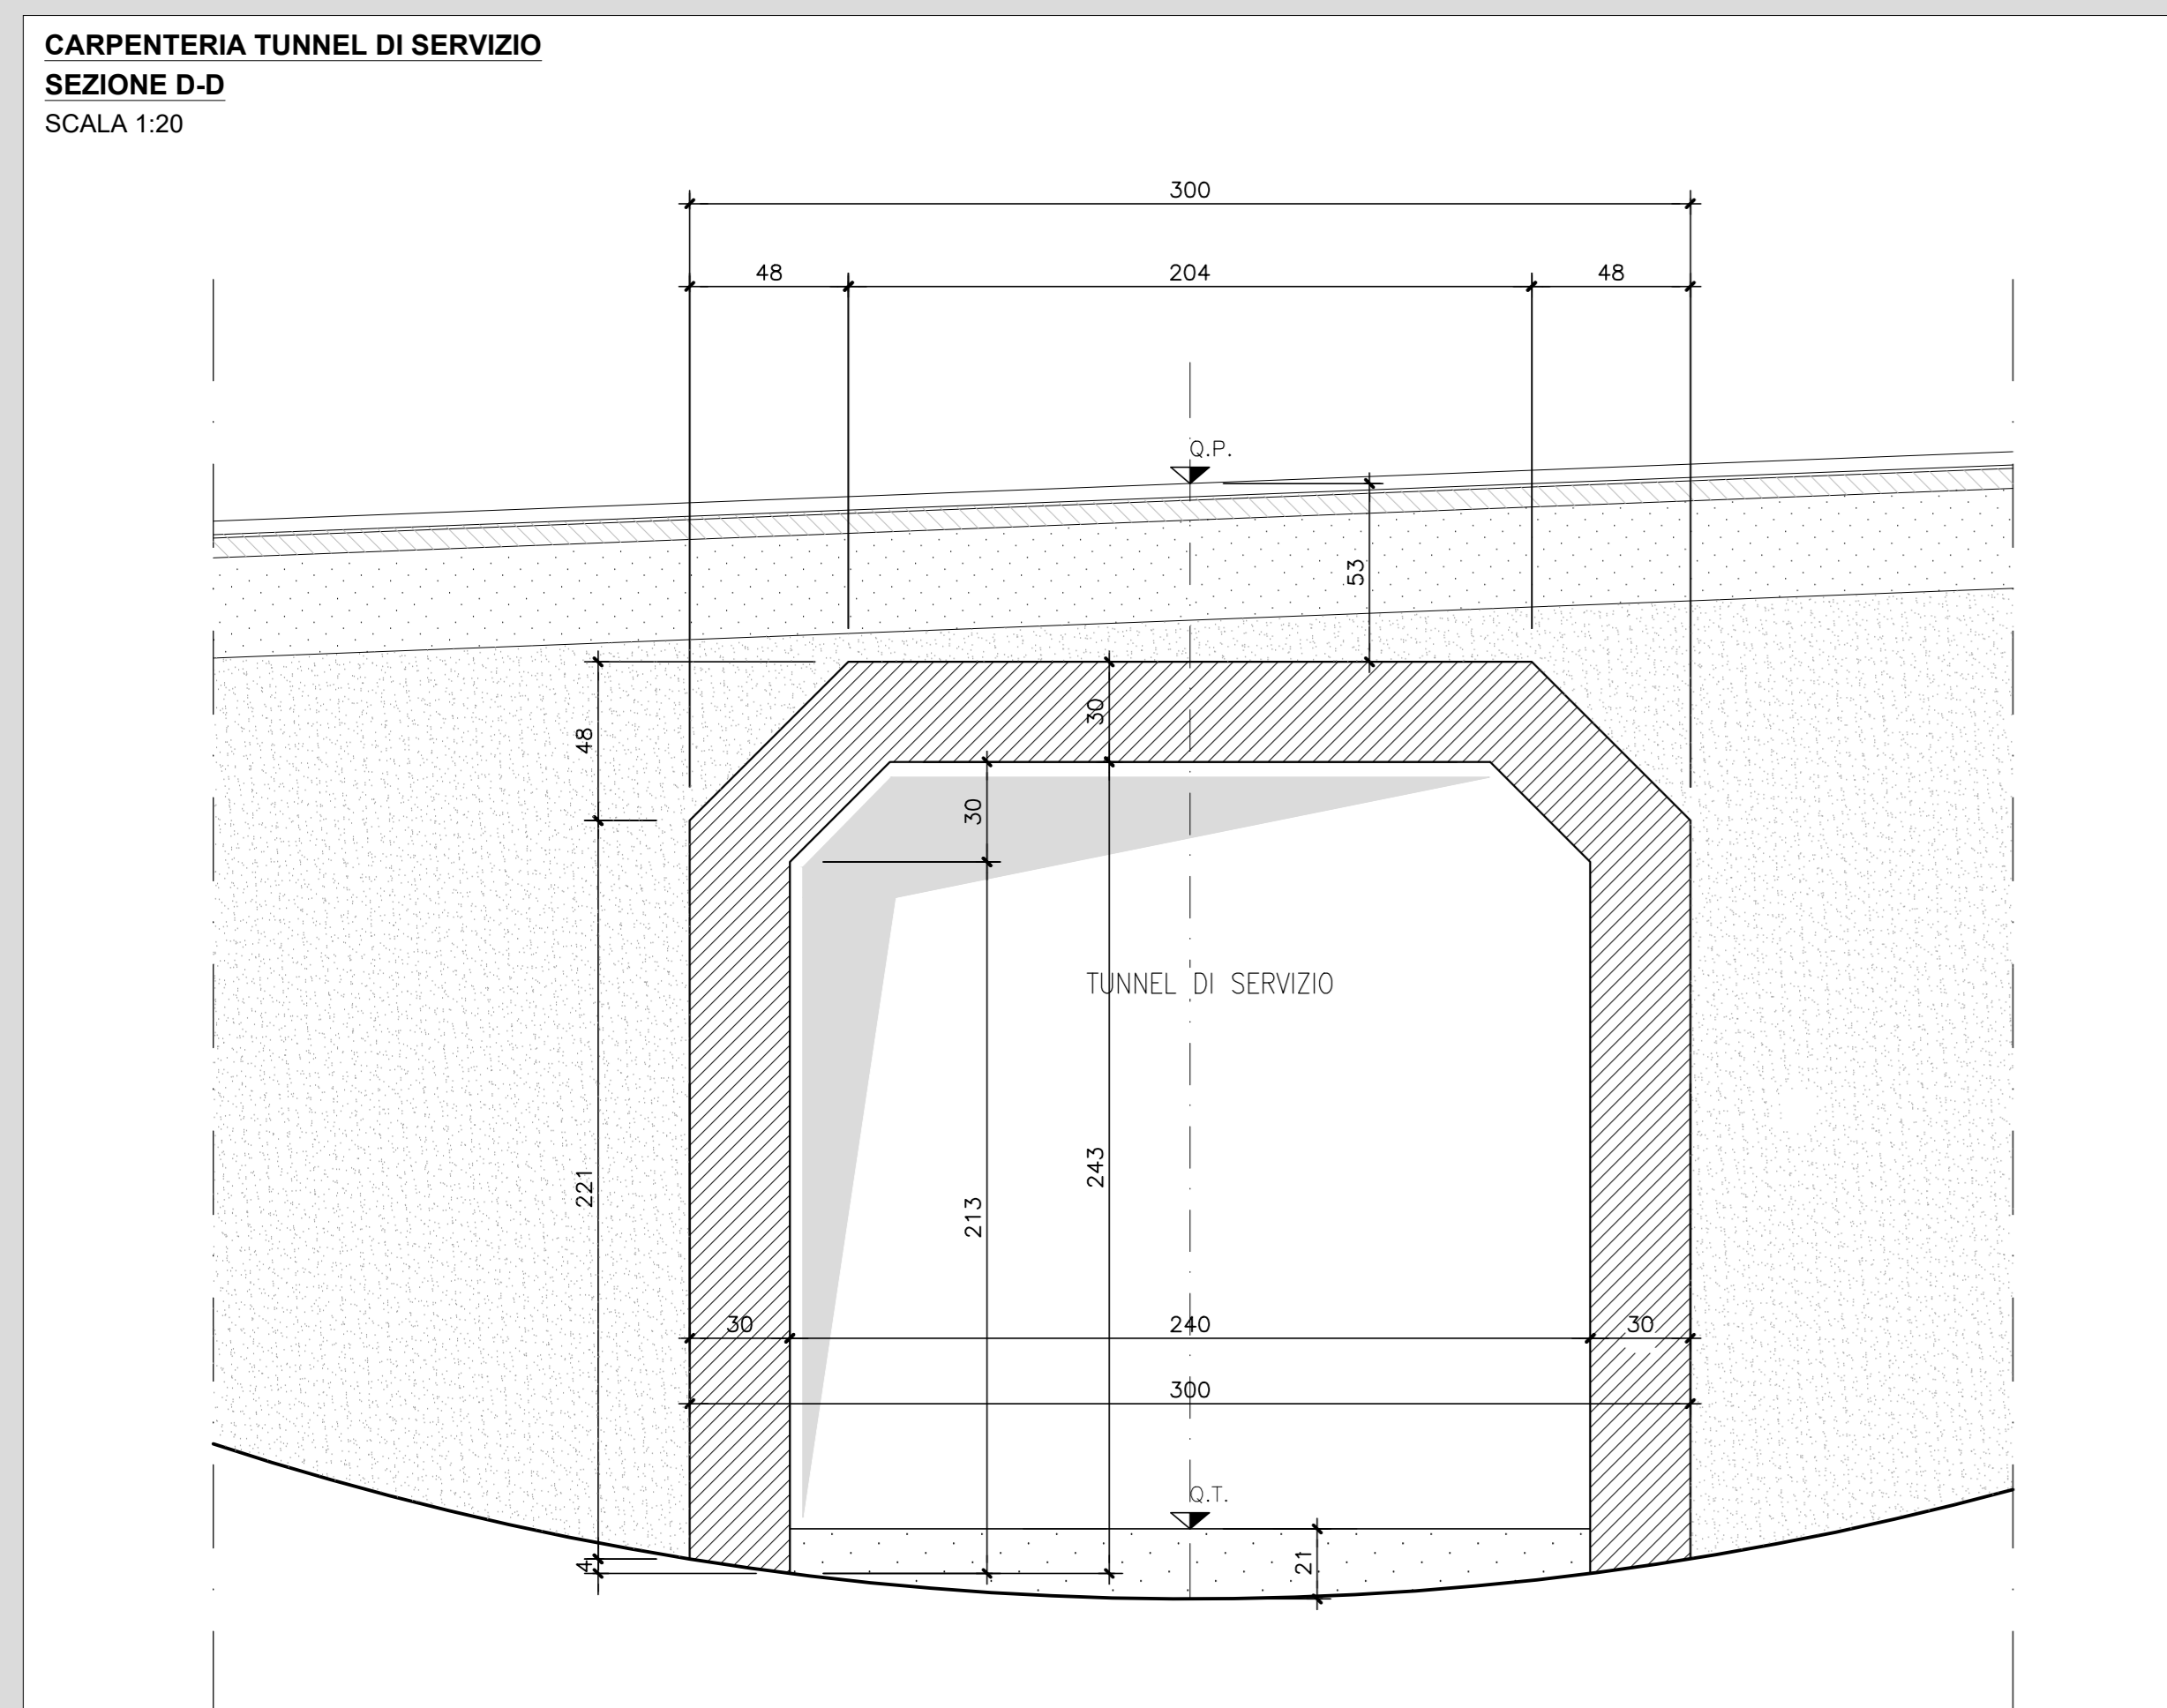 CARPENTERIA TUNNEL DI SERVIZIO
SEZIONE D-D
SCALA 1:20
300
48 204 48
Q.P.
53
30
48
30
TUNNEL DI SERVIZIO
243
221
213
30 240 30
300
Q.T.
21
4